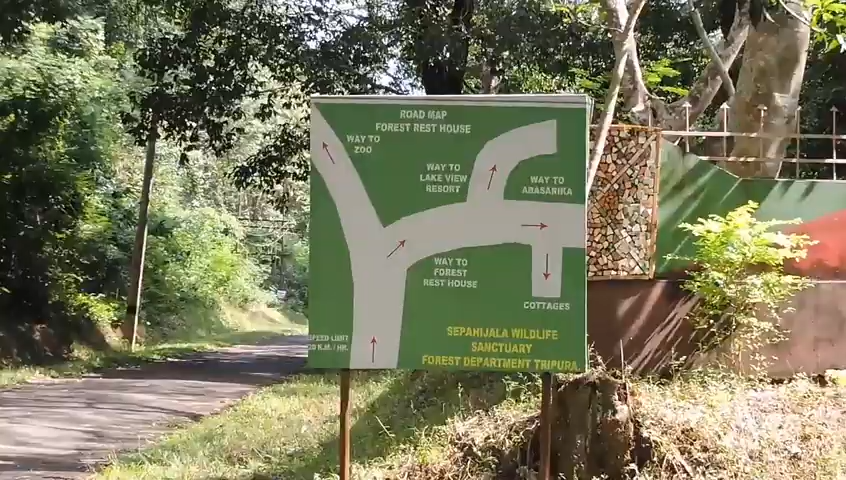 ROAD MAP
FOREST REST HOUSE
WAY TO
ZOO
WAY TO
LAKE VIEW
RESORT
WAY TO
ABASARIKA
WAY TO
FOREST
REST HOUSE
COTTAGES
SPEED LIMIT
20 K.M. / HR.
SEPAHIJALA WILDLIFE
SANCTUARY
FOREST DEPARTMENT TRIPURA